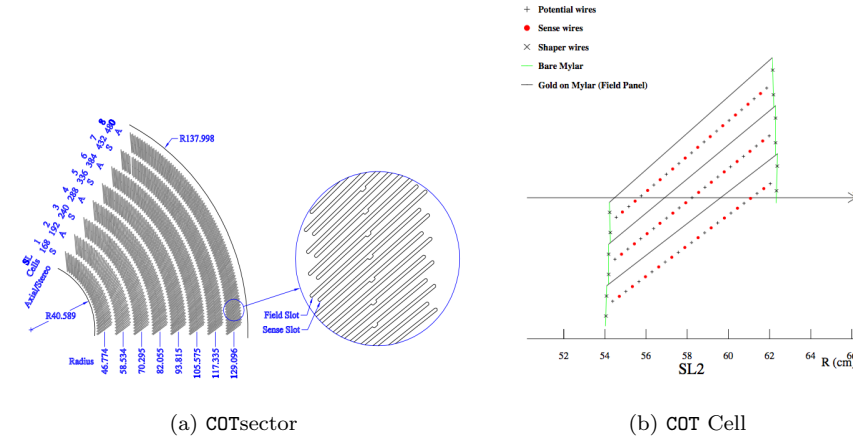 + Potential wires
● Sense wires
× Shaper wires
— Bare Mylar
— Gold on Mylar (Field Panel)
R137.998
SL 1 2 3 4 5 6 7 8
Cells 168 192 240 288 336 384 432 480
Axial/Stereo S A S A S A S A
R40.589
Field Slot
Sense Slot
Radius 46.774 58.534 70.295 82.055 93.815 105.575 117.335 129.096
52 54 56 58 60 62 64 66
SL2
R (cm)
(a) COTsector
(b) COT Cell